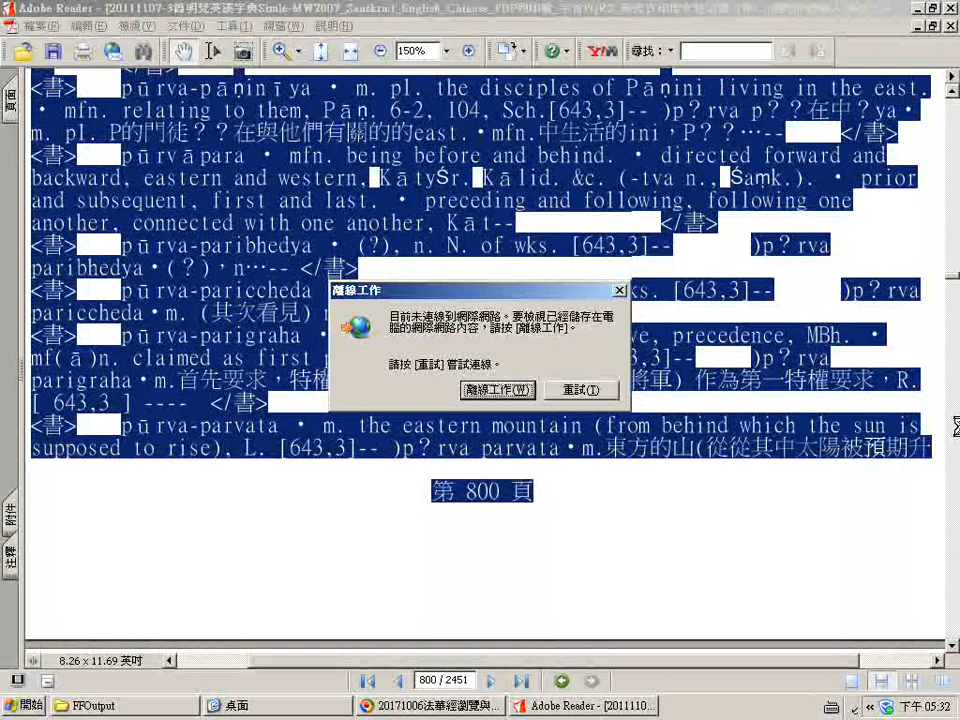 Adobe Reader - [20111107-3
檔案(F) 編輯(E) 檢視(V) 文件(D) 工具(T) 視窗(W) 說明(H)
150% 尋找：
頁面
<書> pūrva-pāṇinīya • m. pl. the disciples of Pāṇini living in the east.
• mfn. relating to them, Pāṇ. 6-2, 104, Sch.[643,3]-- )p?rva p??在中?ya•
m. pl. P的門徒??在與他們有關的的east.•mfn.中生活的ini，P??…-- </書>
<書> pūrvāpara • mfn. being before and behind. • directed forward and
backward, eastern and western, KātyŚr. Kālid. &c. (-tva n., Śaṃk.). • prior
and subsequent, first and last. • preceding and following, following one
another, connected with one another, Kāt-- </書>
<書> pūrva-paribhedya • (?), n. N. of wks. [643,3]-- )p?rva
paribhedya•(?), n…-- </書>
<書> pūrva-pariccheda ks. [643,3]-- )p?rva
pariccheda•m. (其次看見)
<書> pūrva-parigraha ve, precedence, MBh. •
mf(ā)n. claimed as first 43,3]-- )p?rva
parigraha•m.首先要求，特權 將軍) 作為第一特權要求，R.
[ 643,3 ] ---- </書>
<書> pūrva-parvata • m. the eastern mountain (from behind which the sun is
supposed to rise), L. [643,3]-- )p?rva parvata•m.東方的山(從從其中太陽被預期升
第 800 頁
離線工作
目前未連線到網際網路。要檢視已經儲存在電
腦的網際網路內容，請按 [離線工作]。
請按 [重試] 嘗試連線。
離線工作(W) 重試(T)
附件
注釋
8.26 x 11.69 英吋
800 / 2451
開始 FFOutput 桌面 20171006法華經瀏覽與... Adobe Reader - [2011110... 下午 05:32